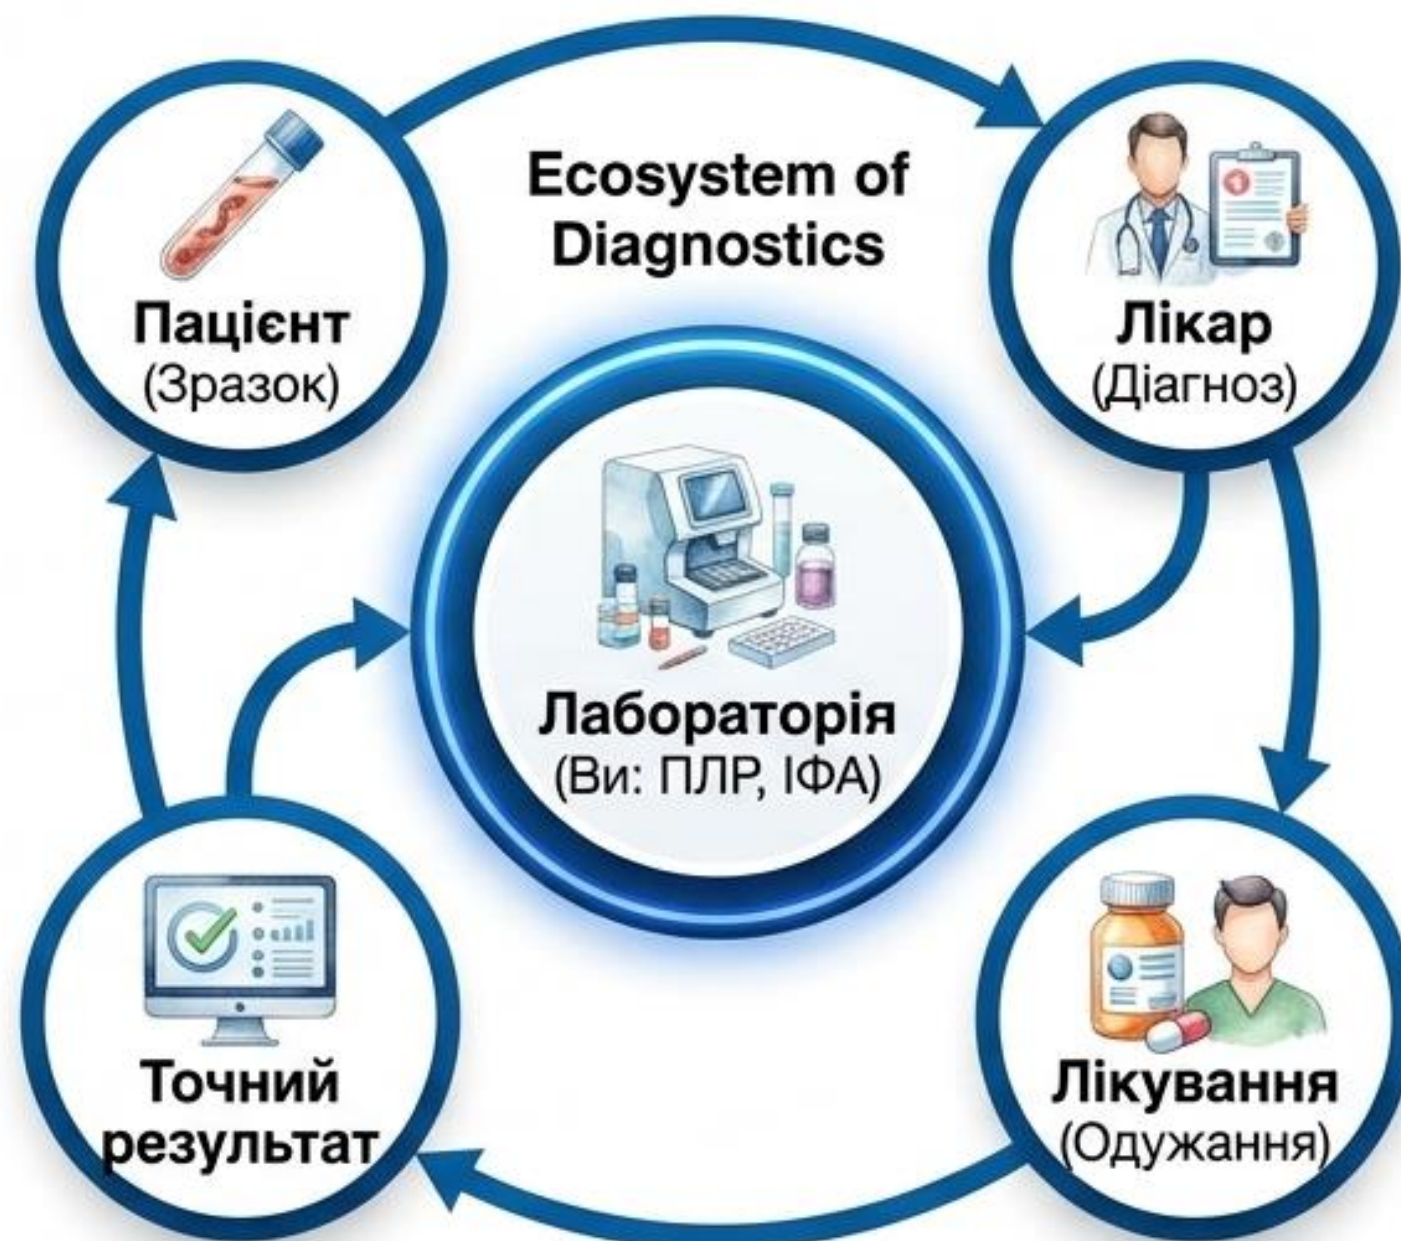 Ecosystem of
Diagnostics
Пацієнт
(Зразок)
Лікар
(Діагноз)
Лабораторія
(Ви: ПЛР, ІФА)
Точний
результат
Лікування
(Одужання)